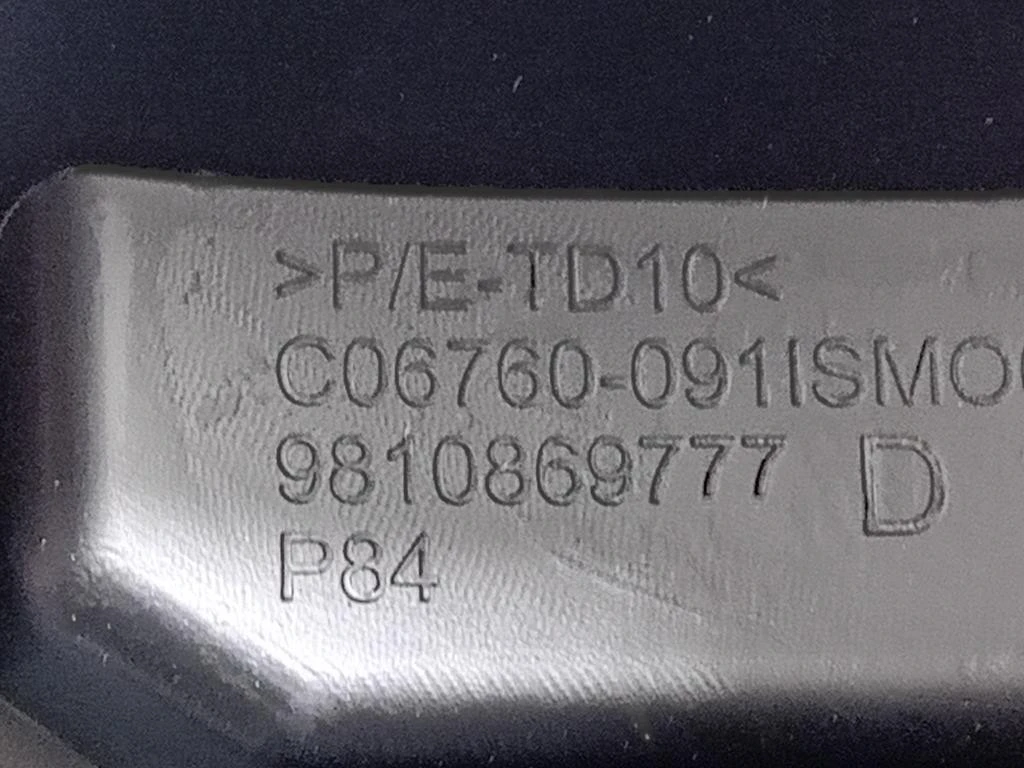 >P/E-TD10<
C06760-091ISMO
9810869777 D
P84